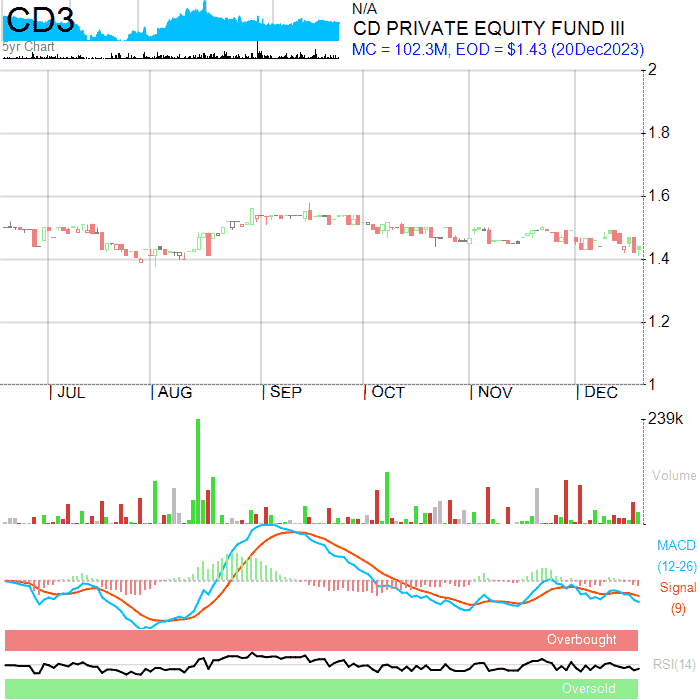 CD3
5yr Chart
N/A
CD PRIVATE EQUITY FUND III
MC = 102.3M, EOD = $1.43 (20Dec2023)
2
1.8
1.6
1.4
1.2
1
JUL AUG SEP OCT NOV DEC
239k
Volume
MACD
(12-26)
Signal
(9)
Overbought
RSI(14)
Oversold